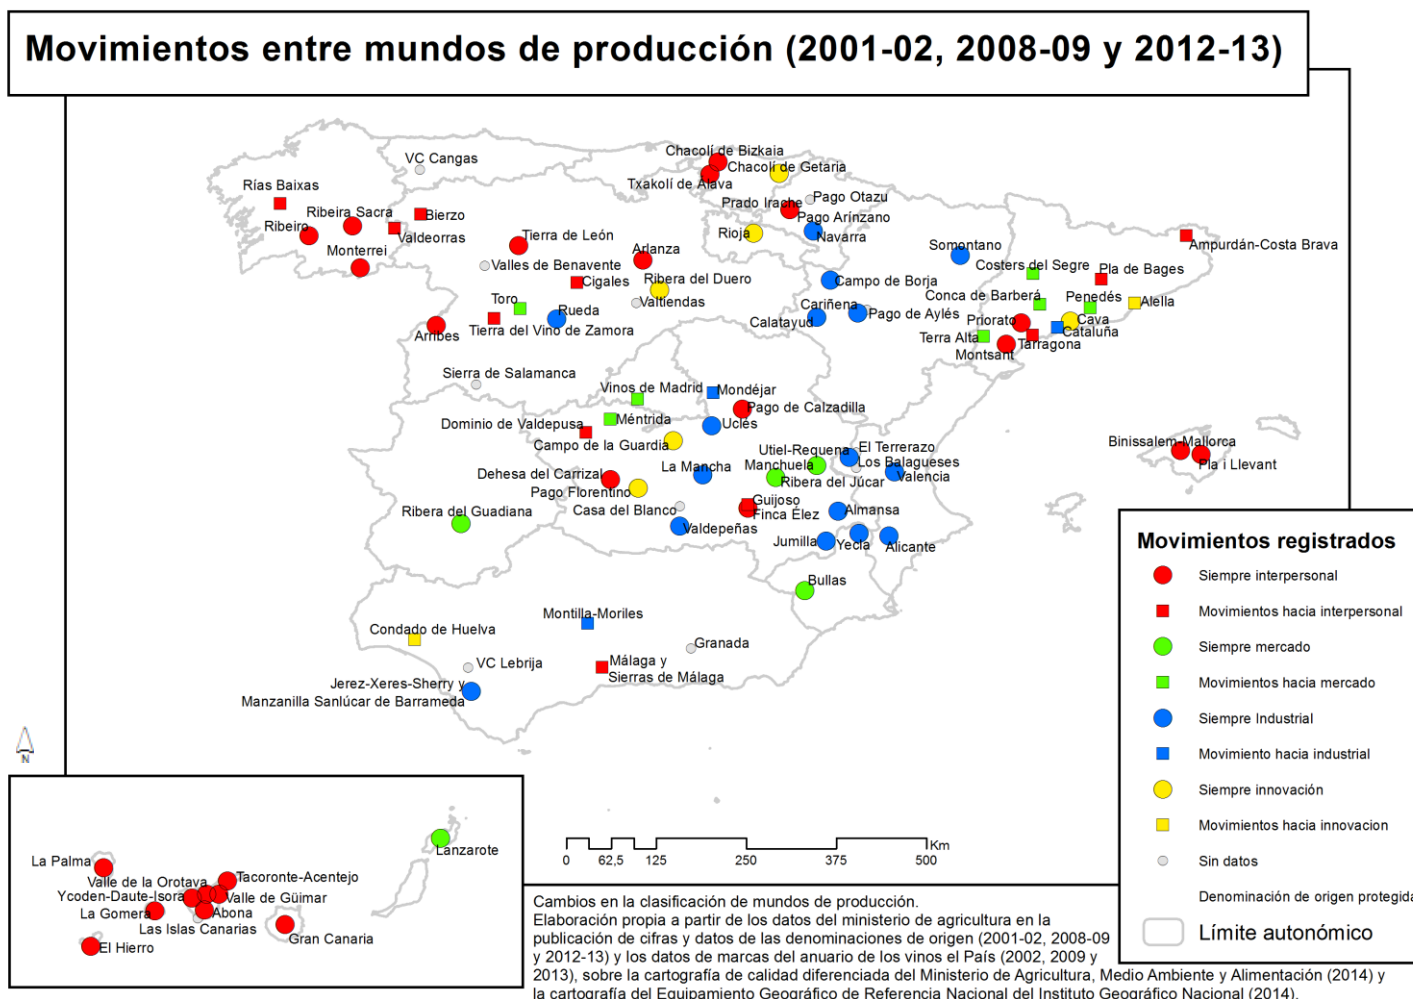 Movimientos entre mundos de producción (2001-02, 2008-09 y 2012-13)
VC Cangas
Chacolí de Bizkaia
Chacolí de Getaria
Txakolí de Álava
Rías Baixas
Pago Otazu
Prado Irache
Ribeira Sacra
Bierzo
Pago Arínzano
Ribeiro
Valdeorras
Rioja
Navarra
Tierra de León
Arlanza
Somontano
Ampurdán-Costa Brava
Monterrei
Valles de Benavente
Costers del Segre
Pla de Bages
Cigales
Ribera del Duero
Campo de Borja
Toro
Valtiendas
Conca de Barberá
Penedés
Alella
Rueda
Cariñena
Pago de Aylés
Priorato
Cava
Arribes
Tierra del Vino de Zamora
Calatayud
Cataluña
Terra Alta
Tarragona
Montsant
Sierra de Salamanca
Vinos de Madrid
Mondéjar
Pago de Calzadilla
Dominio de Valdepusa
Méntrida
Uclés
Campo de la Guardia
Utiel-Requena
El Terrerazo
Binissalem-Mallorca
La Mancha
Manchuela
Los Balagueses
Pla i Llevant
Dehesa del Carrizal
Ribera del Júcar
Valencia
Pago Florentino
Guijoso
Ribera del Guadiana
Casa del Blanco
Finca Élez
Almansa
Valdepeñas
Jumilla
Yecla
Alicante
Bullas
Montilla-Moriles
Condado de Huelva
Granada
VC Lebrija
Málaga y
Sierras de Málaga
Jerez-Xeres-Sherry y
Manzanilla Sanlúcar de Barrameda
N
Movimientos registrados
Siempre interpersonal
Movimientos hacia interpersonal
Siempre mercado
Movimientos hacia mercado
Siempre Industrial
Movimiento hacia industrial
Siempre innovación
Movimientos hacia innovacion
Sin datos
Denominación de origen protegida
Límite autonómico
Lanzarote
La Palma
Valle de la Orotava
Tacoronte-Acentejo
Ycoden-Daute-Isora
Valle de Güimar
La Gomera
Abona
Las Islas Canarias
Gran Canaria
El Hierro
Km
0 62,5 125 250 375 500
Cambios en la clasificación de mundos de producción.
Elaboración propia a partir de los datos del ministerio de agricultura en la
publicación de cifras y datos de las denominaciones de origen (2001-02, 2008-09
y 2012-13) y los datos de marcas del anuario de los vinos el País (2002, 2009 y
2013), sobre la cartografía de calidad diferenciada del Ministerio de Agricultura, Medio Ambiente y Alimentación (2014) y
la cartografía del Equipamiento Geográfico de Referencia Nacional del Instituto Geográfico Nacional (2014).